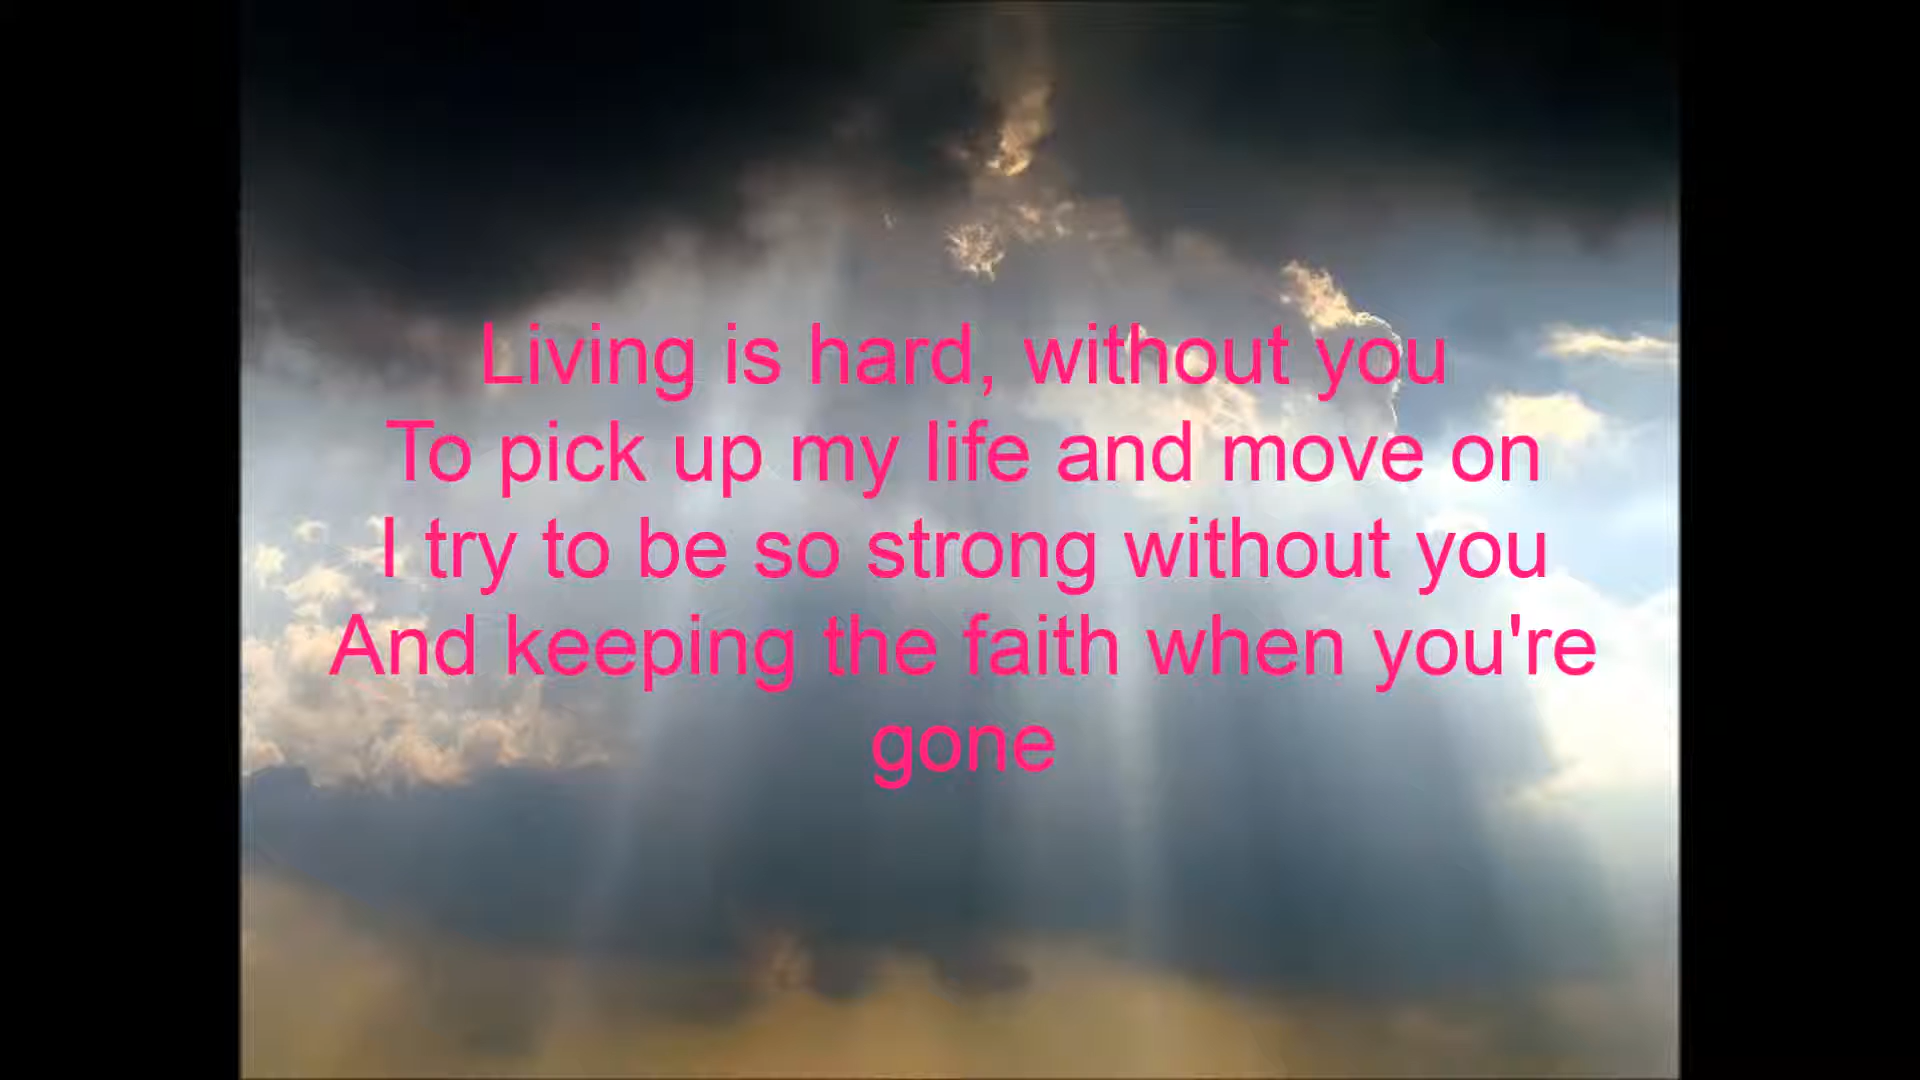 Living is hard, without you
To pick up my life and move on
I try to be so strong without you
And keeping the faith when you're
gone